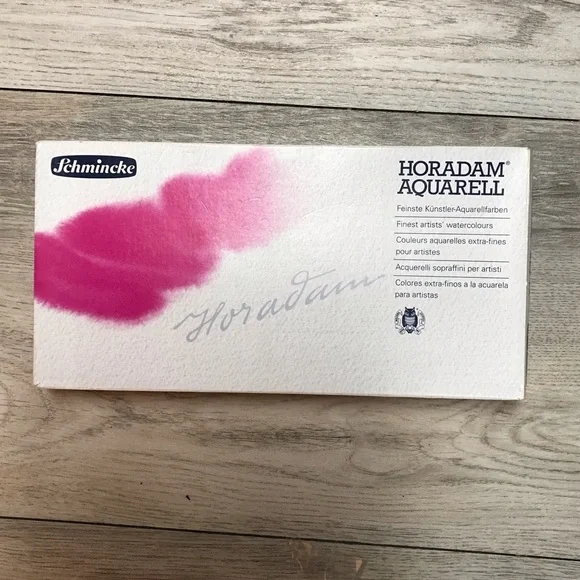 Schmincke
HORADAM®
AQUARELL
Feinste Künstler-Aquarellfarben
Finest artists' watercolours
Couleurs aquarelles extra-fines
pour artistes
Acquerelli sopraffini per artisti
Colores extra-finos a la acuarela
para artistas
Horadam